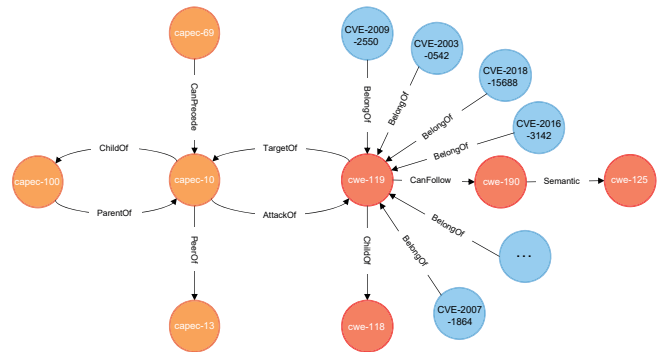 capec-69
CVE-2009
-2550
CVE-2003
-0542
CVE-2018
-15688
CVE-2016
-3142
CanPrecede
BelongOf
BelongOf
BelongOf
BelongOf
ChildOf
TargetOf
capec-100
capec-10
cwe-119
CanFollow
cwe-190
Semantic
cwe-125
ParentOf
AttackOf
PeerOf
ChildOf
BelongOf
BelongOf
...
capec-13
cwe-118
CVE-2007
-1864